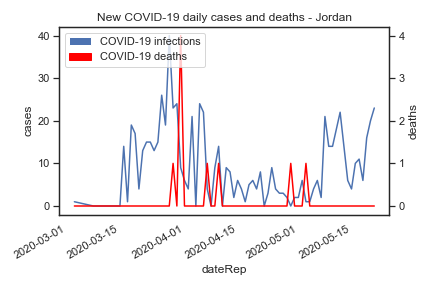 New COVID-19 daily cases and deaths - Jordan
COVID-19 infections
COVID-19 deaths
40
30
20
10
0
cases
4
3
2
1
0
deaths
2020-03-01
2020-03-15
2020-04-01
2020-04-15
2020-05-01
2020-05-15
dateRep